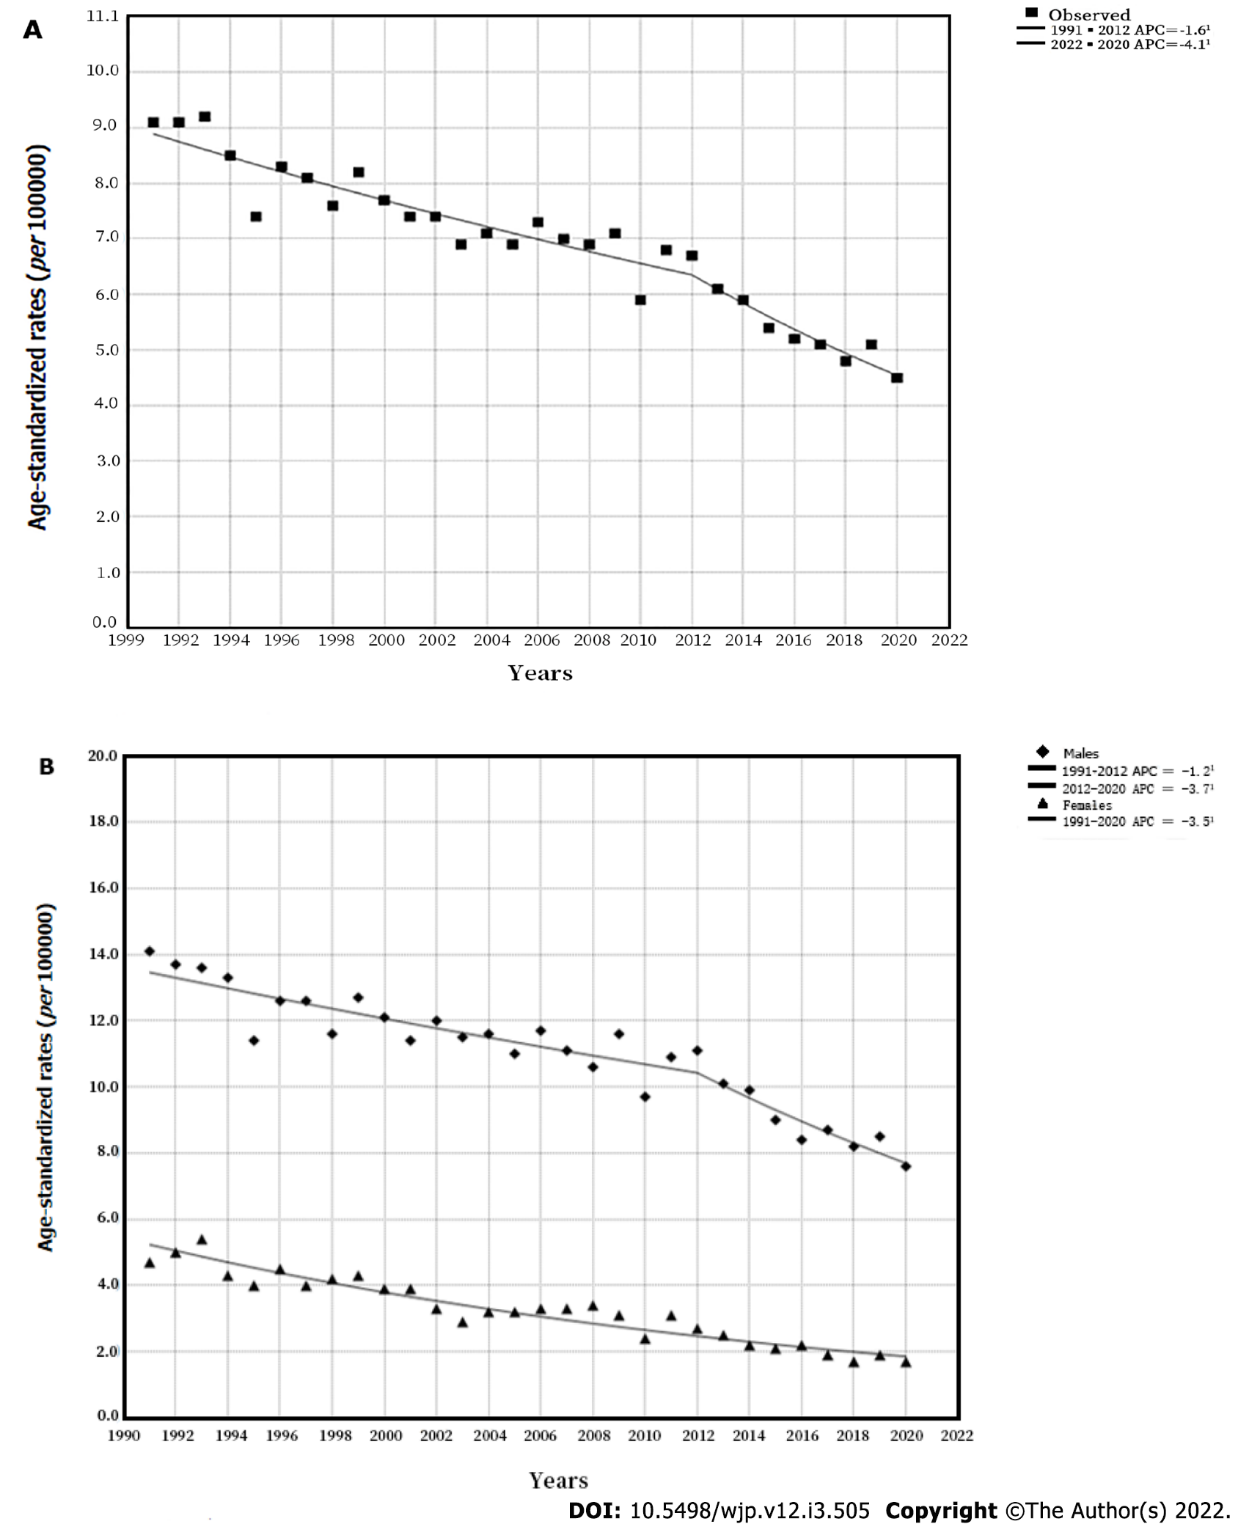 A
Observed
1991 ▪ 2012 APC=-1.6¹
2022 ▪ 2020 APC=-4.1¹
11.1
10.0
9.0
8.0
7.0
6.0
5.0
4.0
3.0
2.0
1.0
0.0
Age-standardized rates (per 100000)
1999 1992 1994 1996 1998 2000 2002 2004 2006 2008 2010 2012 2014 2016 2018 2020 2022
Years
B
Males
1991-2012 APC = -1.2¹
2012-2020 APC = -3.7¹
Females
1991-2020 APC = -3.5¹
20.0
18.0
16.0
14.0
12.0
10.0
8.0
6.0
4.0
2.0
0.0
Age-standardized rates (per 100000)
1990 1992 1994 1996 1998 2000 2002 2004 2006 2008 2010 2012 2014 2016 2018 2020 2022
Years
DOI: 10.5498/wjp.v12.i3.505 Copyright ©The Author(s) 2022.